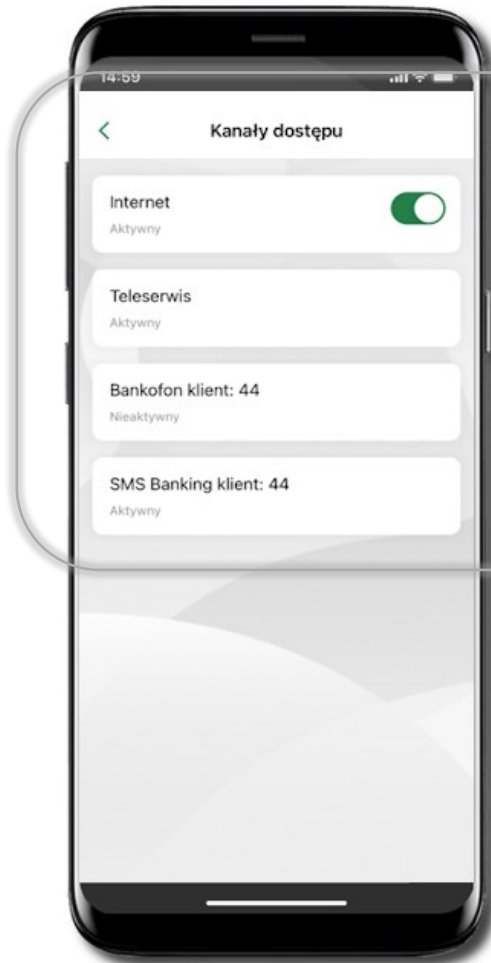 14:59
Kanały dostępu
Internet
Aktywny
Teleserwis
Aktywny
Bankofon klient: 44
Nieaktywny
SMS Banking klient: 44
Aktywny